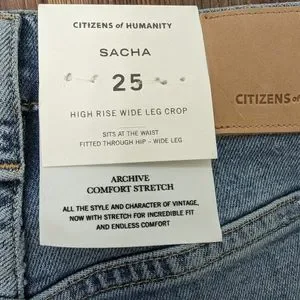 CITIZENS of HUMANITY
SACHA
25
HIGH RISE WIDE LEG CROP
SITS AT THE WAIST
FITTED THROUGH HIP – WIDE LEG
CITIZENS of
ARCHIVE
COMFORT STRETCH
ALL THE STYLE AND CHARACTER OF VINTAGE,
NOW WITH STRETCH FOR INCREDIBLE FIT
AND ENDLESS COMFORT